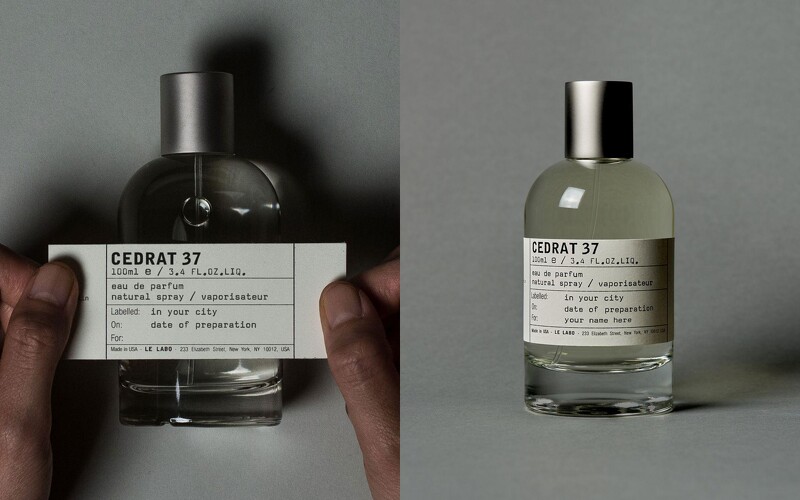 CEDRAT 37
100ml e / 3.4 FL.OZ.LIQ.
eau de parfum
natural spray / vaporisateur
Labelled: in your city
On: date of preparation
For:
Made in USA - LE LABO - 233 Elizabeth Street, New York, NY 10012, USA
CEDRAT 37
100ml e / 3.4 FL.OZ.LIQ.
eau de parfum
natural spray / vaporisateur
Labelled: in your city
On: date of preparation
For: your name here
Made in USA - LE LABO - 233 Elizabeth Street, New York, NY 10012, USA